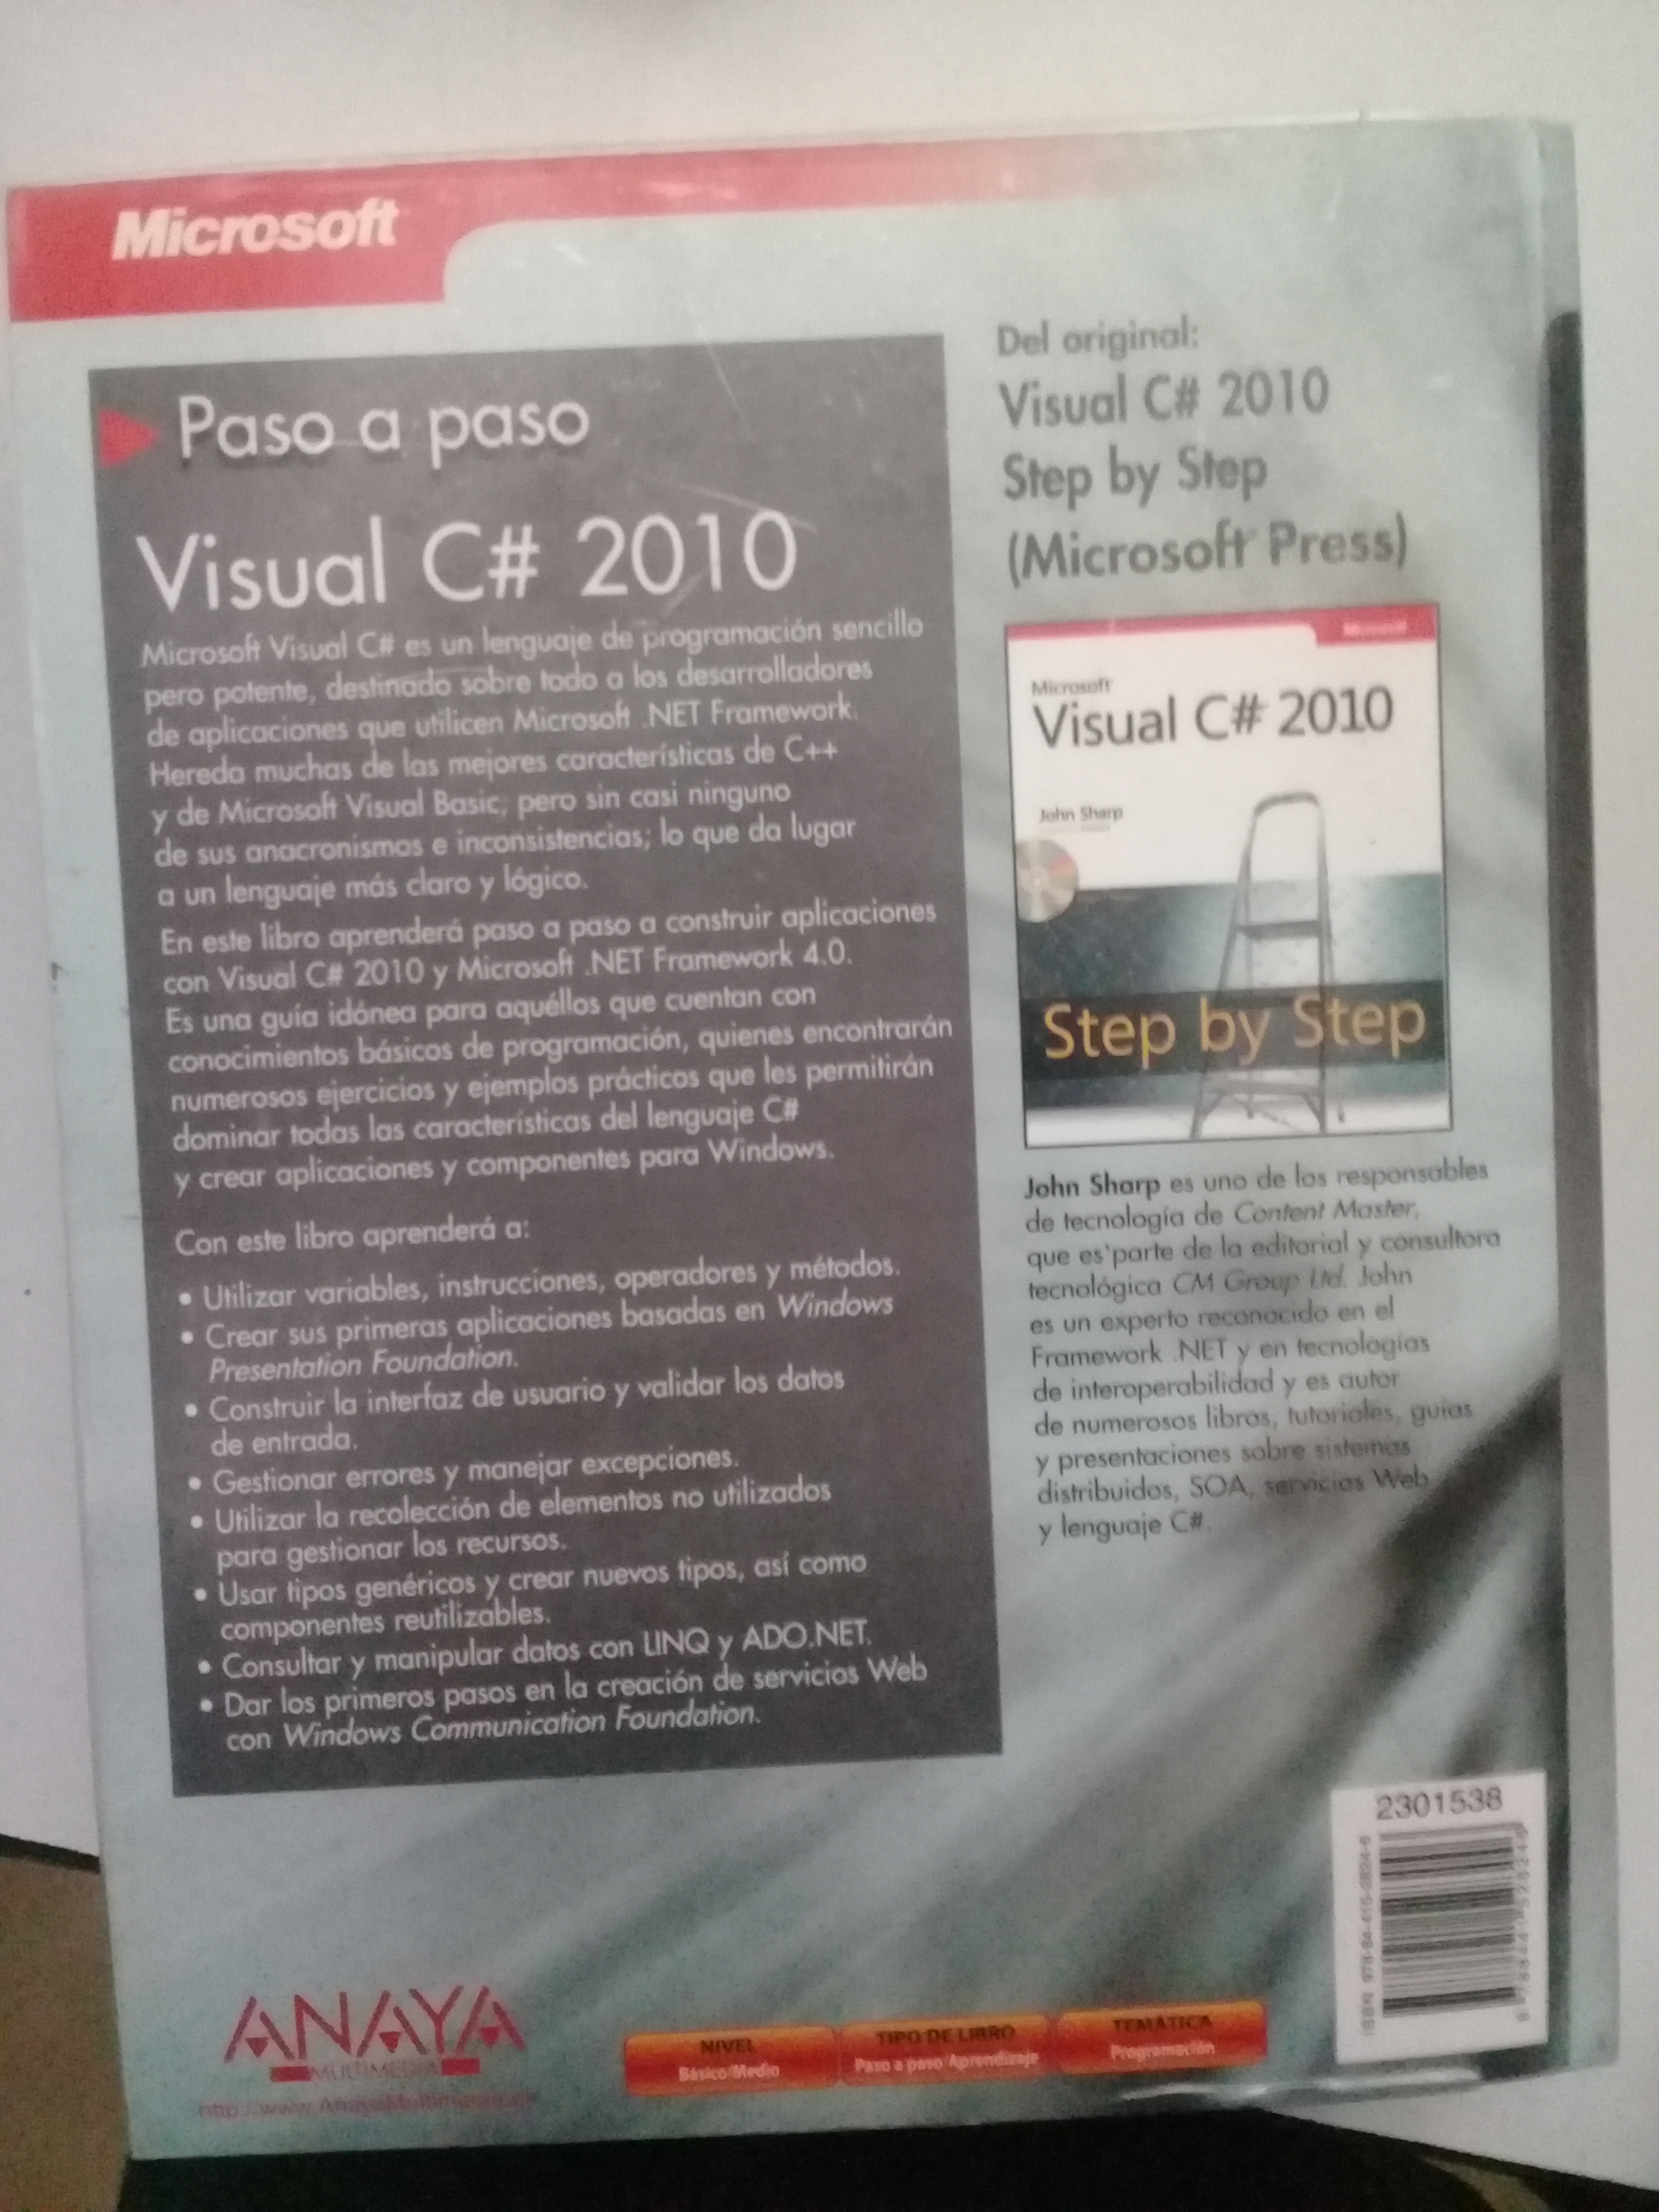 Microsoft
Paso a paso
Visual C# 2010
Microsoft Visual C# es un lenguaje de programación sencillo
pero potente, destinado sobre todo a los desarrolladores
de aplicaciones que utilicen Microsoft .NET Framework.
Hereda muchas de las mejores características de C++
y de Microsoft Visual Basic, pero sin casi ninguno
de sus anacronismos e inconsistencias; lo que da lugar
a un lenguaje más claro y lógico.
En este libro aprenderá paso a paso a construir aplicaciones
con Visual C# 2010 y Microsoft .NET Framework 4.0.
Es una guía idónea para aquéllos que cuentan con
conocimientos básicos de programación, quienes encontrarán
numerosos ejercicios y ejemplos prácticos que les permitirán
dominar todas las características del lenguaje C#
y crear aplicaciones y componentes para Windows.
Con este libro aprenderá a:
• Utilizar variables, instrucciones, operadores y métodos.
• Crear sus primeras aplicaciones basadas en Windows
Presentation Foundation.
• Construir la interfaz de usuario y validar los datos
de entrada.
• Gestionar errores y manejar excepciones.
• Utilizar la recolección de elementos no utilizados
para gestionar los recursos.
• Usar tipos genéricos y crear nuevos tipos, así como
componentes reutilizables.
• Consultar y manipular datos con LINQ y ADO.NET.
• Dar los primeros pasos en la creación de servicios Web
con Windows Communication Foundation.
Del original:
Visual C# 2010
Step by Step
(Microsoft Press)
Microsoft
Microsoft
Visual C# 2010
John Sharp
Step by Step
John Sharp es uno de los responsables
de tecnología de Content Master,
que es parte de la editorial y consultora
tecnológica CM Group Ltd. John
es un experto reconocido en el
Framework .NET y en tecnologías
de interoperabilidad y es autor
de numerosos libros, tutoriales, guías
y presentaciones sobre sistemas
distribuidos, SOA, servicios Web
y lenguaje C#.
2301538
ISBN 978-84-415-2824-6
9 788441 528246
ANAYA
MULTIMEDIA
http://www.AnayaMultimedia.es
NIVEL
Básico/Medio
TIPO DE LIBRO
Paso a paso/Aprendizaje
TEMÁTICA
Programación